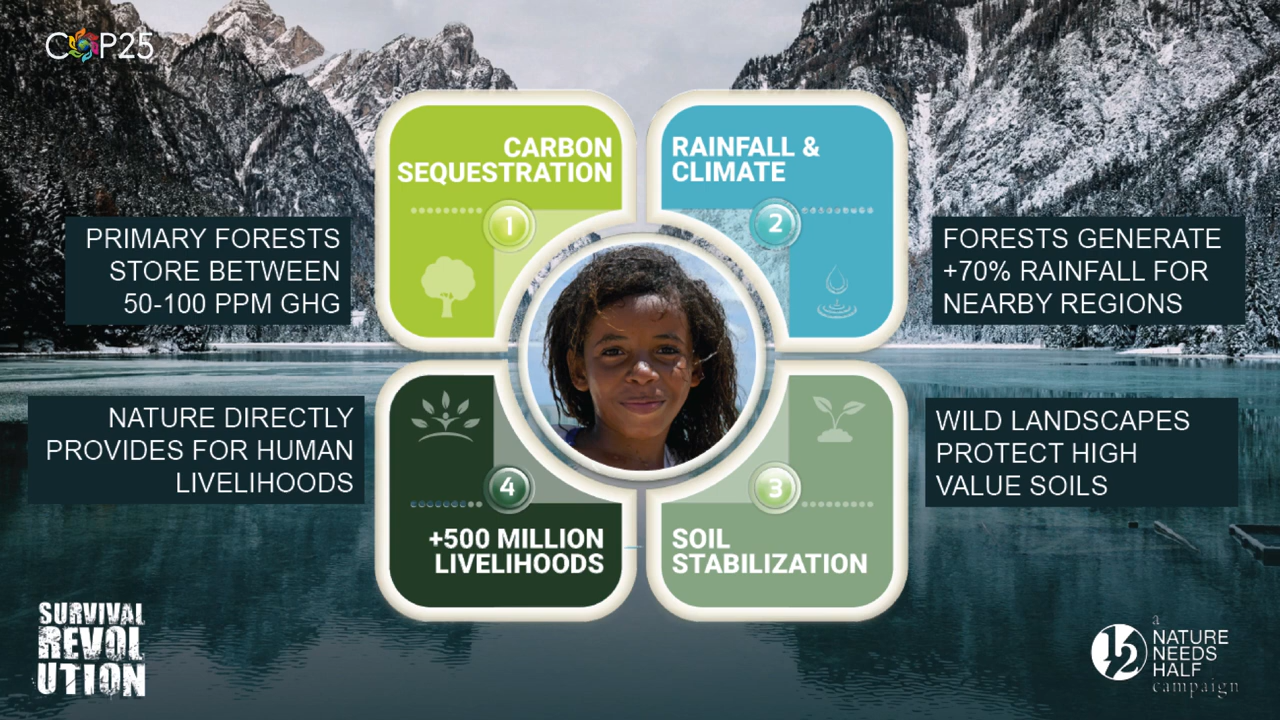 COP25
CARBON
SEQUESTRATION
1
RAINFALL &
CLIMATE
2
PRIMARY FORESTS
STORE BETWEEN
50-100 PPM GHG
FORESTS GENERATE
+70% RAINFALL FOR
NEARBY REGIONS
NATURE DIRECTLY
PROVIDES FOR HUMAN
LIVELIHOODS
4
+500 MILLION
LIVELIHOODS
3
SOIL
STABILIZATION
WILD LANDSCAPES
PROTECT HIGH
VALUE SOILS
SURVIVAL
REVOL
UTION
1/2
a
NATURE
NEEDS
HALF
campaign